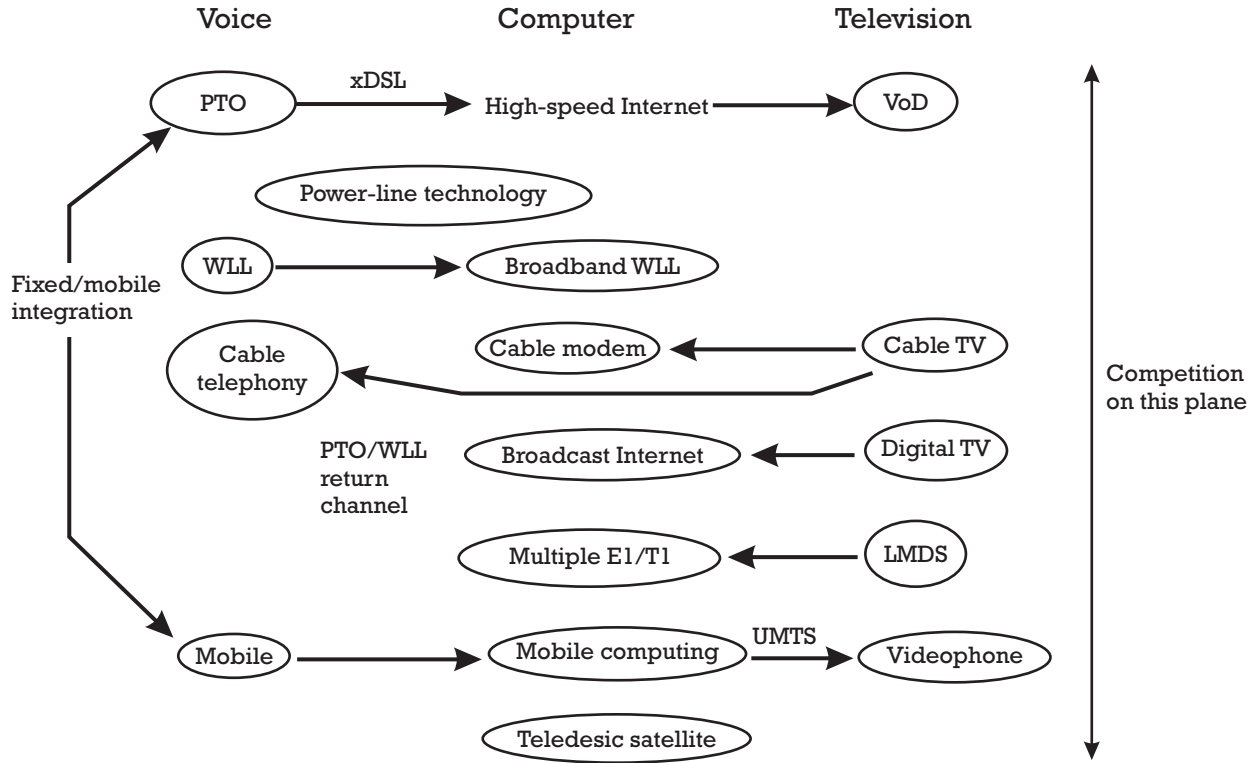 Voice
Computer
Television
xDSL
PTO
High-speed Internet
VoD
Power-line technology
WLL
Broadband WLL
Fixed/mobile
integration
Cable
telephony
Cable modem
Cable TV
Competition
on this plane
PTO/WLL
return
channel
Broadcast Internet
Digital TV
Multiple E1/T1
LMDS
Mobile
Mobile computing
UMTS
Videophone
Teledesic satellite